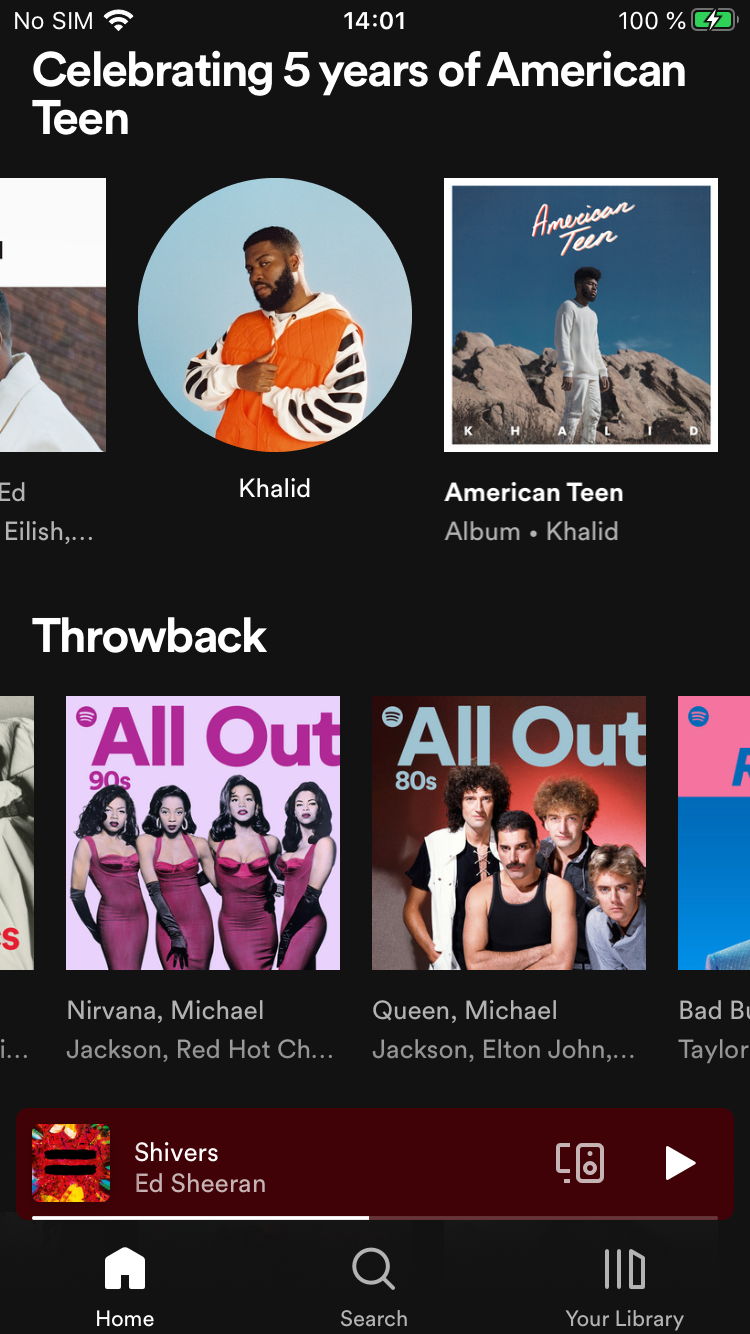 No SIM 14:01 100 %
Celebrating 5 years of American
Teen
American
Teen
K H A L I D
Ed
Eilish,...
Khalid
American Teen
Album • Khalid
Throwback
All Out
90s
All Out
80s
R
cs
i...
Nirvana, Michael
Jackson, Red Hot Ch...
Queen, Michael
Jackson, Elton John,...
Bad Bu
Taylor
Shivers
Ed Sheeran
Home
Search
Your Library